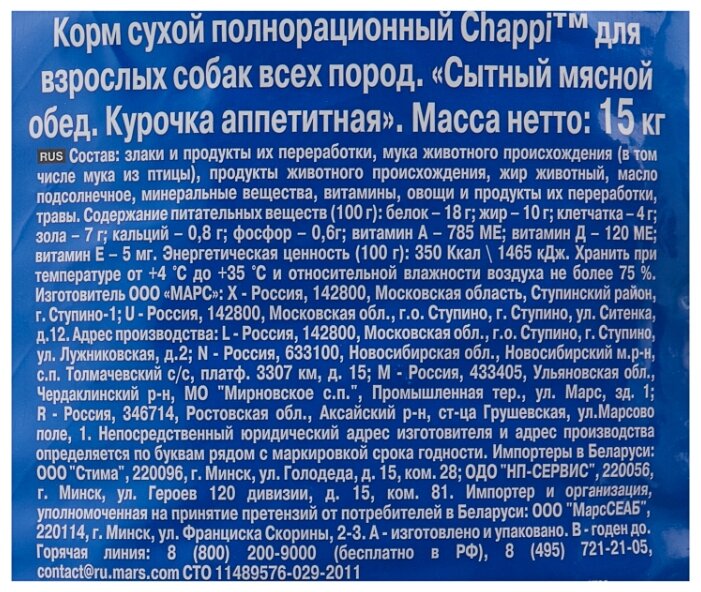 Корм сухой полнорационный Chappi™ для
взрослых собак всех пород. «Сытный мясной
обед. Курочка аппетитная». Масса нетто: 15 кг
RUS Состав: злаки и продукты их переработки, мука животного происхождения (в том
числе мука из птицы), продукты животного происхождения, жир животный, масло
подсолнечное, минеральные вещества, витамины, овощи и продукты их переработки,
травы. Содержание питательных веществ (100 г): белок – 18 г; жир – 10 г; клетчатка – 4 г;
зола – 7 г; кальций – 0,8 г; фосфор – 0,6г; витамин А – 785 МЕ; витамин Д – 120 МЕ;
витамин Е – 5 мг. Энергетическая ценность (100 г): 350 Ккал \ 1465 кДж. Хранить при
температуре от +4 ˚С до +35 ˚С и относительной влажности воздуха не более 75 %.
Изготовитель ООО «МАРС»: X - Россия, 142800, Московская область, Ступинский район,
г. Ступино-1; U - Россия, 142800, Московская обл., г.о. Ступино, г. Ступино, ул. Ситенка,
д.12. Адрес производства: L - Россия, 142800, Московская обл., г.о. Ступино, г. Ступино,
ул. Лужниковская, д.2; N - Россия, 633100, Новосибирская обл., Новосибирский м.р-н,
с.п. Толмачевский с/с, платф. 3307 км, д. 15; М - Россия, 433405, Ульяновская обл.,
Чердаклинский р-н, МО "Мирновское с.п.", Промышленная тер., ул. Марс, зд. 1;
R - Россия, 346714, Ростовская обл., Аксайский р-н, ст-ца Грушевская, ул.Марсово
поле, 1. Непосредственный юридический адрес изготовителя и адрес производства
определяется по буквам рядом с маркировкой срока годности. Импортеры в Беларуси:
ООО "Стима", 220096, г. Минск, ул. Голодеда, д. 15, ком. 28; ОДО "НП-СЕРВИС", 220056,
г. Минск, ул. Героев 120 дивизии, д. 15, ком. 81. Импортер и организация,
уполномоченная на принятие претензий от потребителей в Беларуси: ООО "МарсСЕАБ",
220114, г. Минск, ул. Франциска Скорины, 2-3. А - изготовлено и упаковано. В - годен до.
Горячая линия: 8 (800) 200-9000 (бесплатно в РФ), 8 (495) 721-21-05,
contact@ru.mars.com СТО 11489576-029-2011